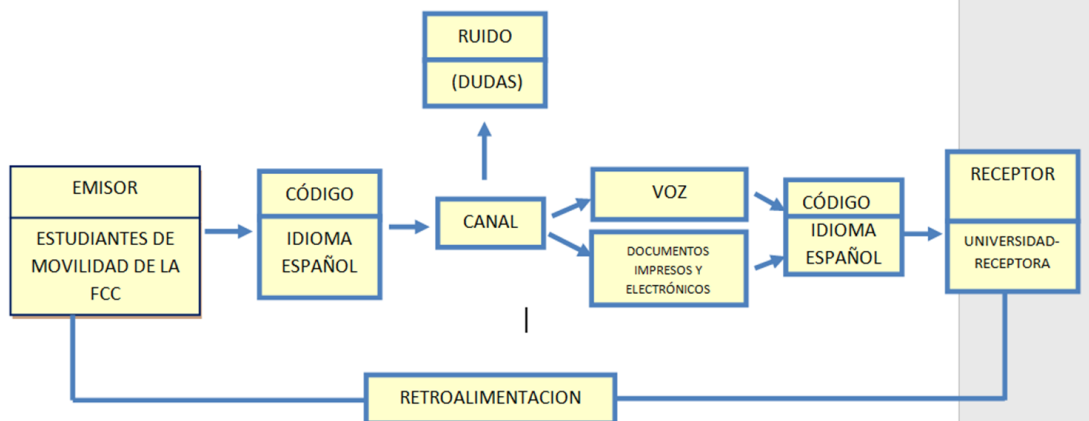 RUIDO
(DUDAS)
EMISOR
ESTUDIANTES DE
MOVILIDAD DE LA
FCC
CÓDIGO
IDIOMA
ESPAÑOL
CANAL
VOZ
DOCUMENTOS
IMPRESOS Y
ELECTRÓNICOS
CÓDIGO
IDIOMA
ESPAÑOL
RECEPTOR
UNIVERSIDAD-
RECEPTORA
RETROALIMENTACION